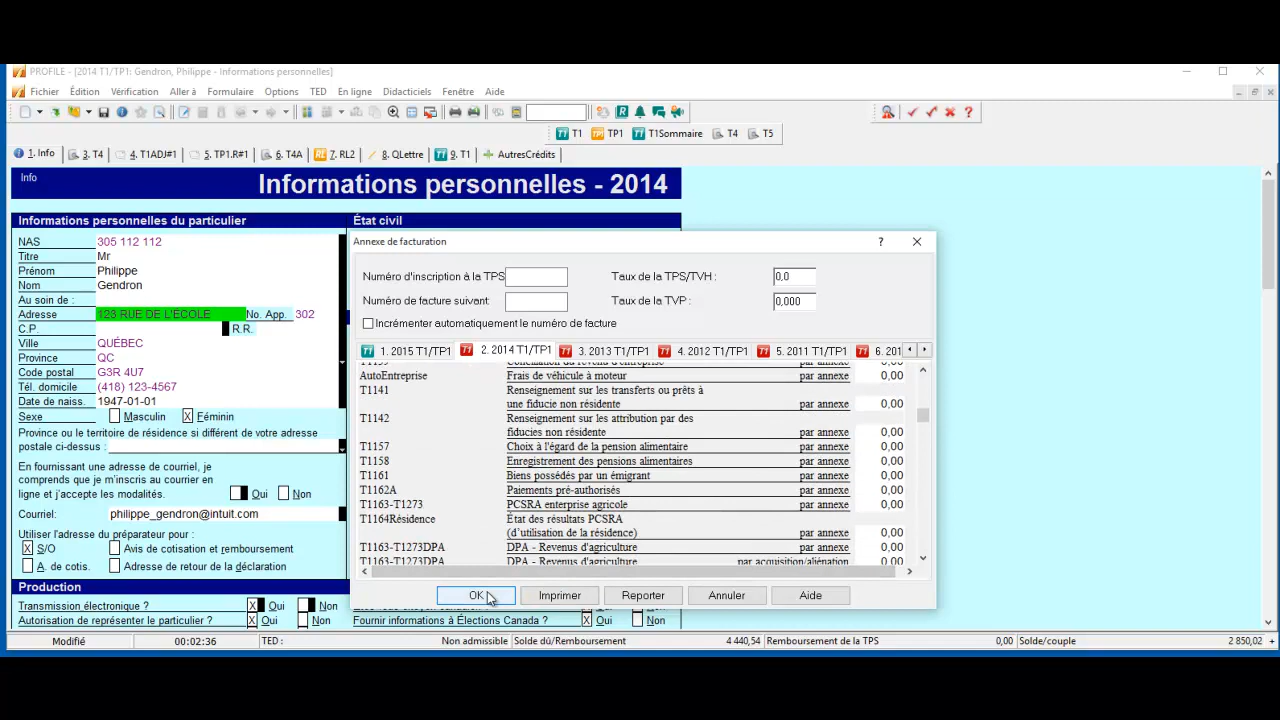 PROFILE - [2014 T1/TP1: Gendron, Philippe - Informations personnelles]
Fichier Édition Vérification Aller à Formulaire Options TED En ligne Didacticiels Fenêtre Aide
T1 TP1 T1Sommaire T4 T5
1. Info 3. T4 4. T1ADJ#1 5. TP1.R#1 6. T4A 7. RL2 8. QLettre 9. T1 AutresCrédits
Info
Informations personnelles - 2014
Informations personnelles du particulier
État civil
NAS 305 112 112
Titre Mr
Prénom Philippe
Nom Gendron
Au soin de :
Adresse 123 RUE DE L'ECOLE No. App. 302
C.P. R.R.
Ville QUÉBEC
Province QC
Code postal G3R 4U7
Tél. domicile (418) 123-4567
Date de naiss. 1947-01-01
Sexe Masculin X Féminin
Province ou le territoire de résidence si différent de votre adresse
postale ci-dessus :
En fournissant une adresse de courriel, je
comprends que je m'inscris au courrier en
ligne et j'accepte les modalités. Oui Non
Courriel: philippe_gendron@intuit.com
Utiliser l'adresse du préparateur pour :
X S/O Avis de cotisation et remboursement
A. de cotis. Adresse de retour de la déclaration
Production
Transmission électronique ? X Oui Non
Autorisation de représenter le particulier ? X Oui Non
Fournir informations à Élections Canada ? X Oui Non
Annexe de facturation
Numéro d'inscription à la TPS
Taux de la TPS/TVH : 0,0
Numéro de facture suivant:
Taux de la TVP : 0,000
Incrémenter automatiquement le numéro de facture
1. 2015 T1/TP1 2. 2014 T1/TP1 3. 2013 T1/TP1 4. 2012 T1/TP1 5. 2011 T1/TP1 6. 201
par annexe 0,00
AutoEntreprise Frais de véhicule à moteur par annexe 0,00
T1141 Renseignement sur les transferts ou prêts à
une fiducie non résidente par annexe 0,00
T1142 Renseignement sur les attribution par des
fiducies non résidente par annexe 0,00
T1157 Choix à l'égard de la pension alimentaire par annexe 0,00
T1158 Enregistrement des pensions alimentaires par annexe 0,00
T1161 Biens possédés par un émigrant par annexe 0,00
T1162A Paiements pré-authorisés par annexe 0,00
T1163-T1273 PCSRA enterprise agricole par annexe 0,00
T1164Résidence État des résultats PCSRA
(d'utilisation de la résidence) par annexe 0,00
T1163-T1273DPA DPA - Revenus d'agriculture par annexe 0,00
T1163-T1273DPA DPA - Revenus d'agriculture par acquisition/aliénation 0,00
OK Imprimer Reporter Annuler Aide
Modifié 00:02:36 TED : Non admissible Solde dû/Remboursement 4 440,54 Remboursement de la TPS 0,00 Solde/couple 2 850,02